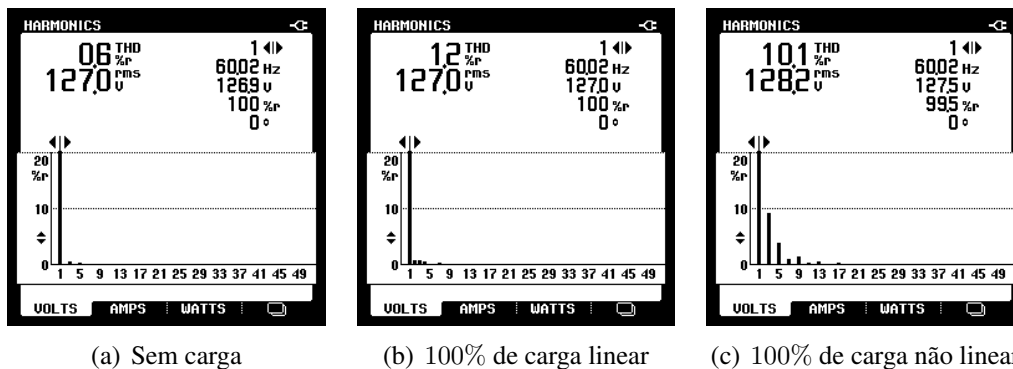 HARMONICS
0.6 THD %r
127.0 rms V
1
60.02 Hz
126.9 V
100 %r
0 °
20
%r
10
0
1 5 9 13 17 21 25 29 33 37 41 45 49
VOLTS AMPS WATTS
(a) Sem carga
HARMONICS
1.2 THD %r
127.0 rms V
1
60.02 Hz
127.0 V
100 %r
0 °
20
%r
10
0
1 5 9 13 17 21 25 29 33 37 41 45 49
VOLTS AMPS WATTS
(b) 100% de carga linear
HARMONICS
10.1 THD %r
128.2 rms V
1
60.02 Hz
127.5 V
99.5 %r
0 °
20
%r
10
0
1 5 9 13 17 21 25 29 33 37 41 45 49
VOLTS AMPS WATTS
(c) 100% de carga não linear